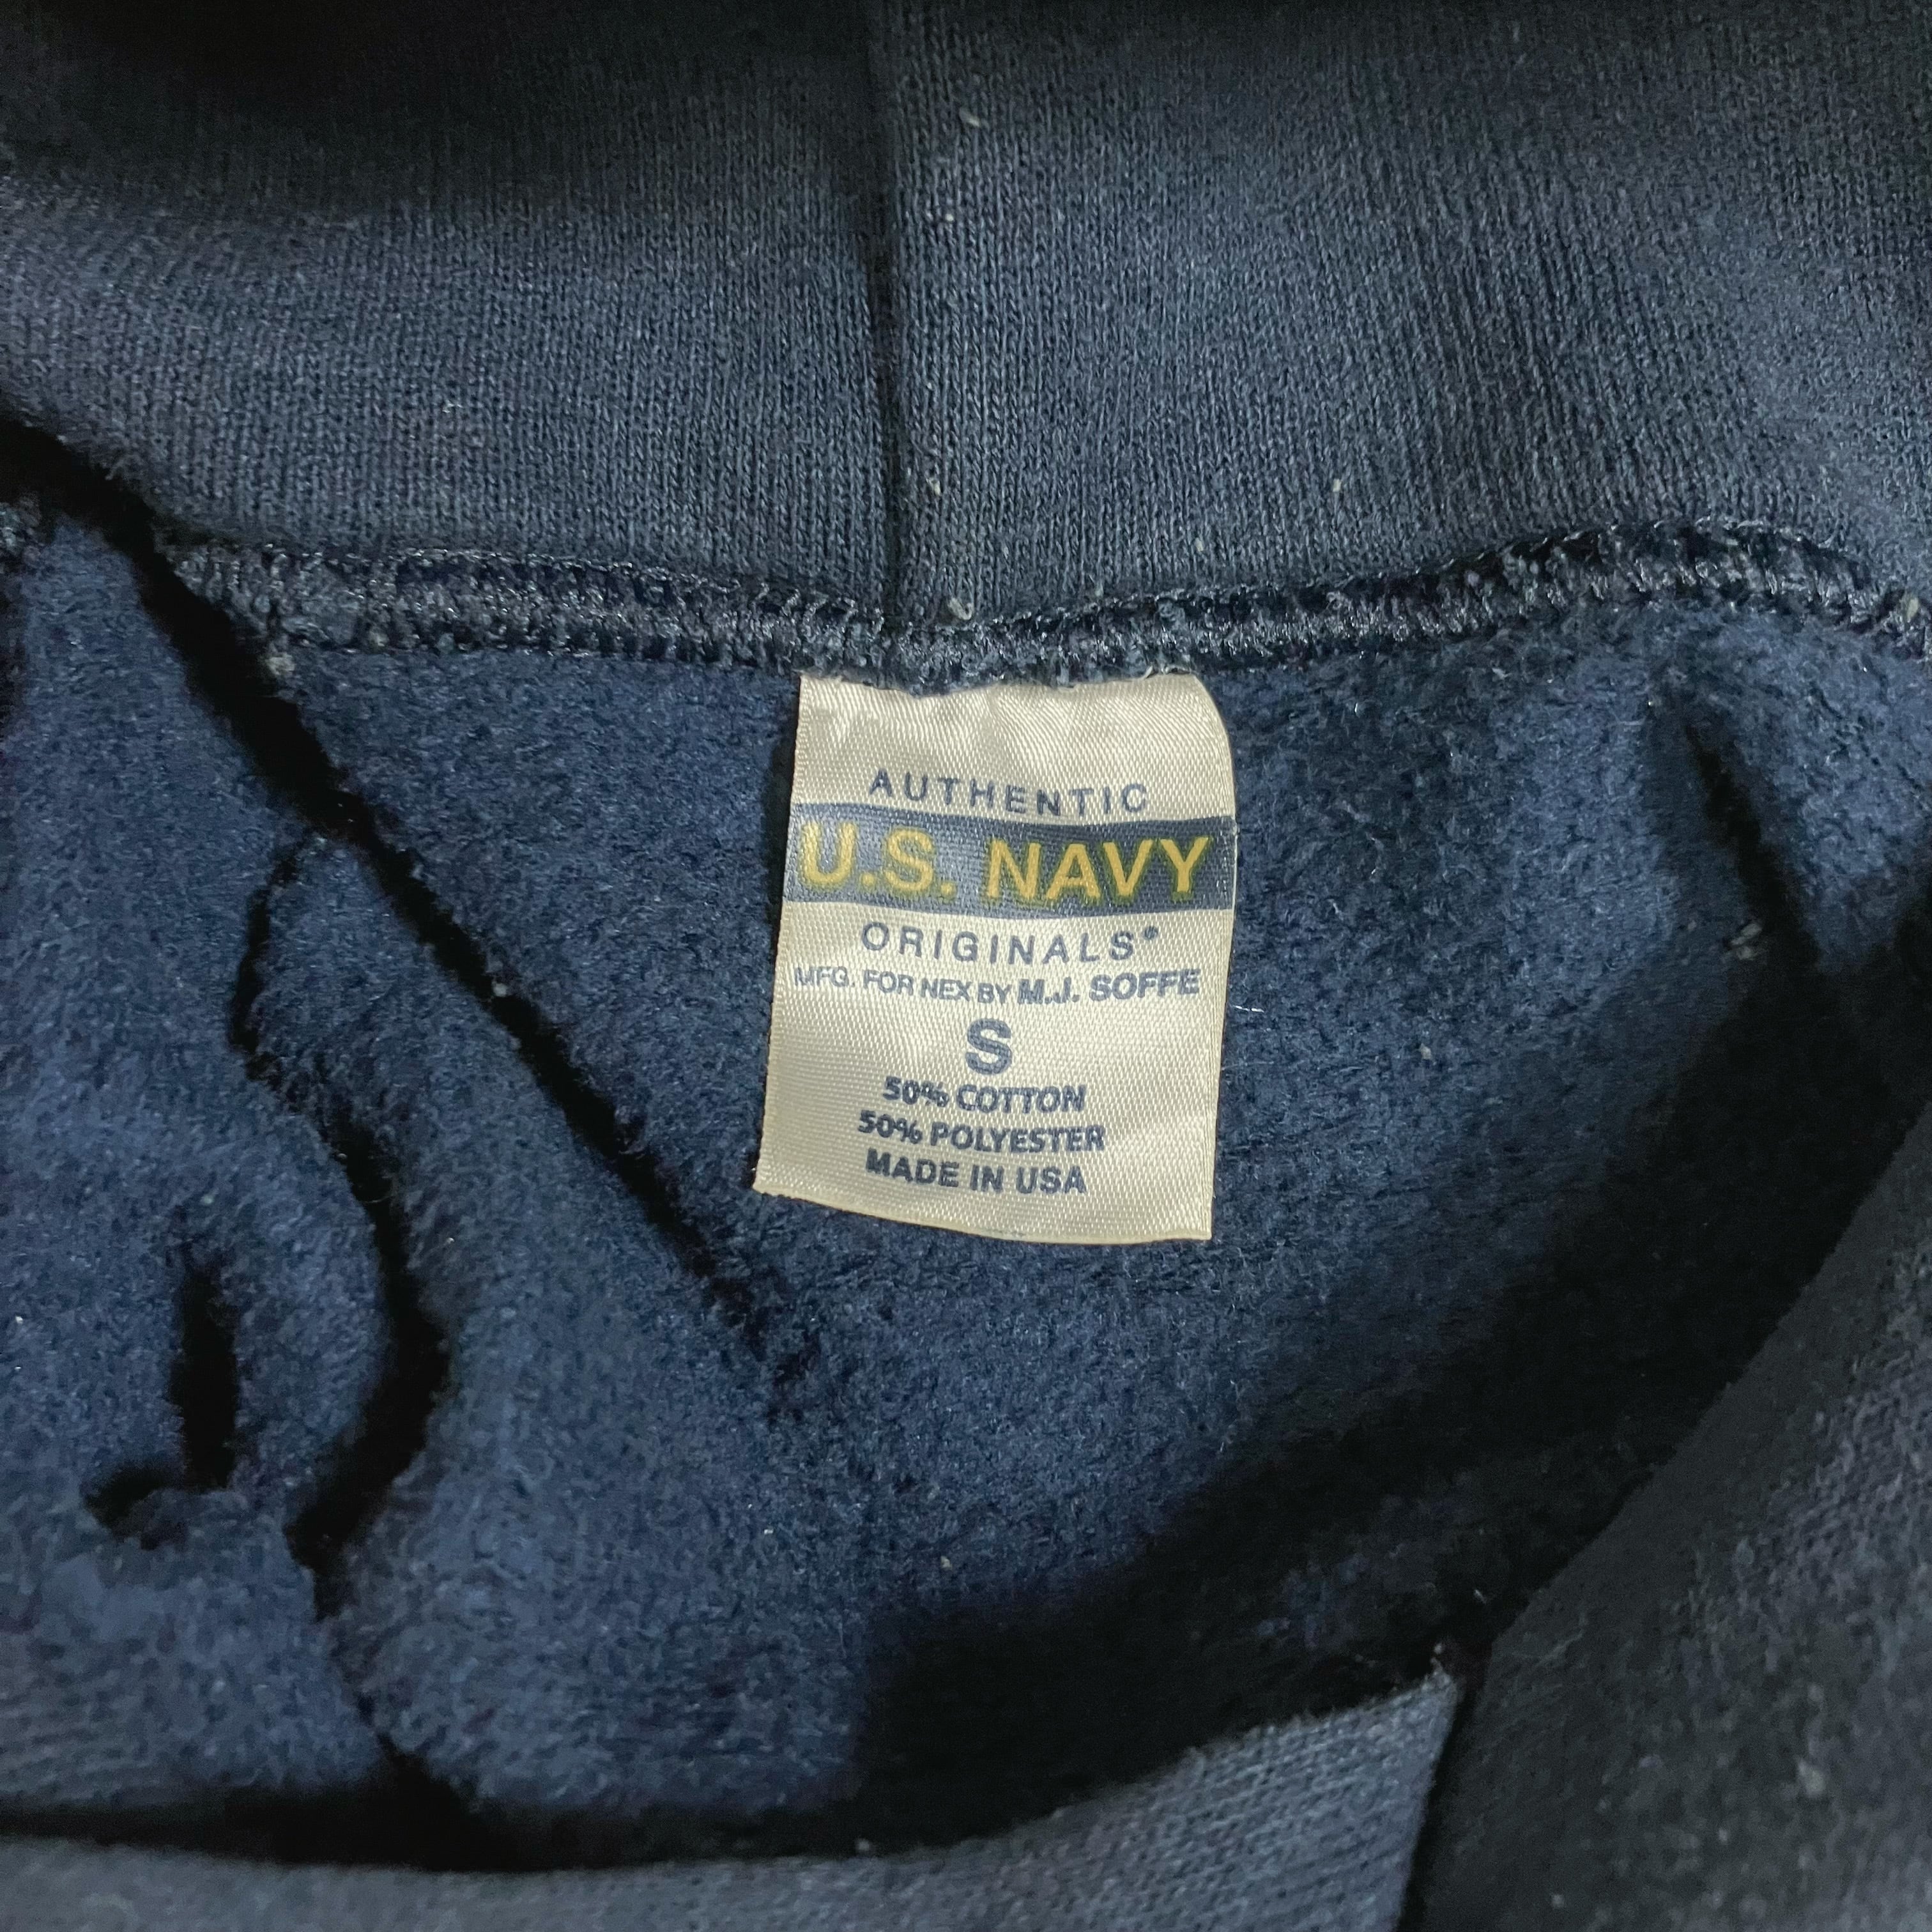 AUTHENTIC
U.S. NAVY
ORIGINALS®
MFG. FOR NEX BY M.J. SOFFE
S
50% COTTON
50% POLYESTER
MADE IN USA